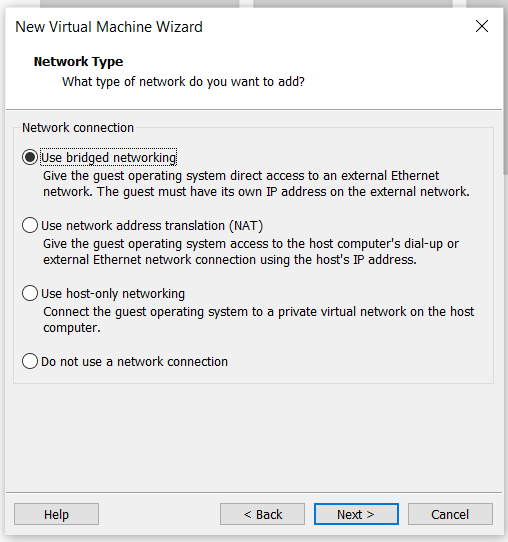 New Virtual Machine Wizard
Network Type
What type of network do you want to add?
Network connection
Use bridged networking
Give the guest operating system direct access to an external Ethernet
network. The guest must have its own IP address on the external network.
Use network address translation (NAT)
Give the guest operating system access to the host computer's dial-up or
external Ethernet network connection using the host's IP address.
Use host-only networking
Connect the guest operating system to a private virtual network on the host
computer.
Do not use a network connection
Help
< Back
Next >
Cancel